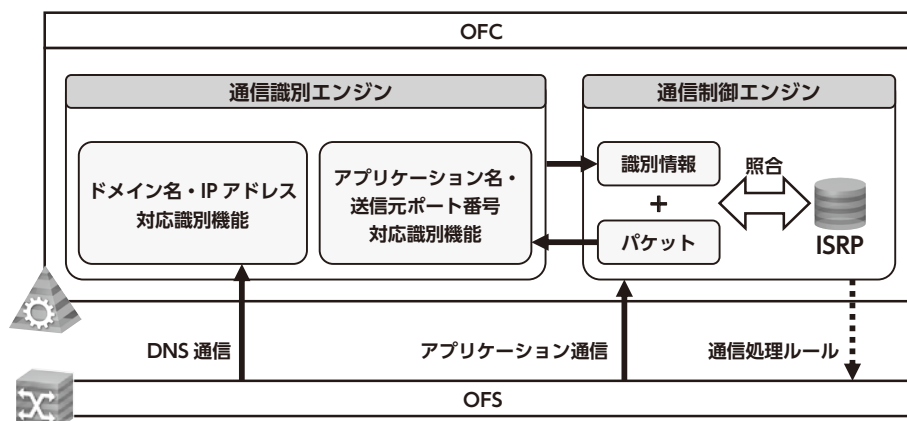 OFC
通信識別エンジン
通信制御エンジン
ドメイン名・IP アドレス
対応識別機能
アプリケーション名・
送信元ポート番号
対応識別機能
識別情報
+
パケット
照合
ISRP
DNS 通信
アプリケーション通信
通信処理ルール
OFS